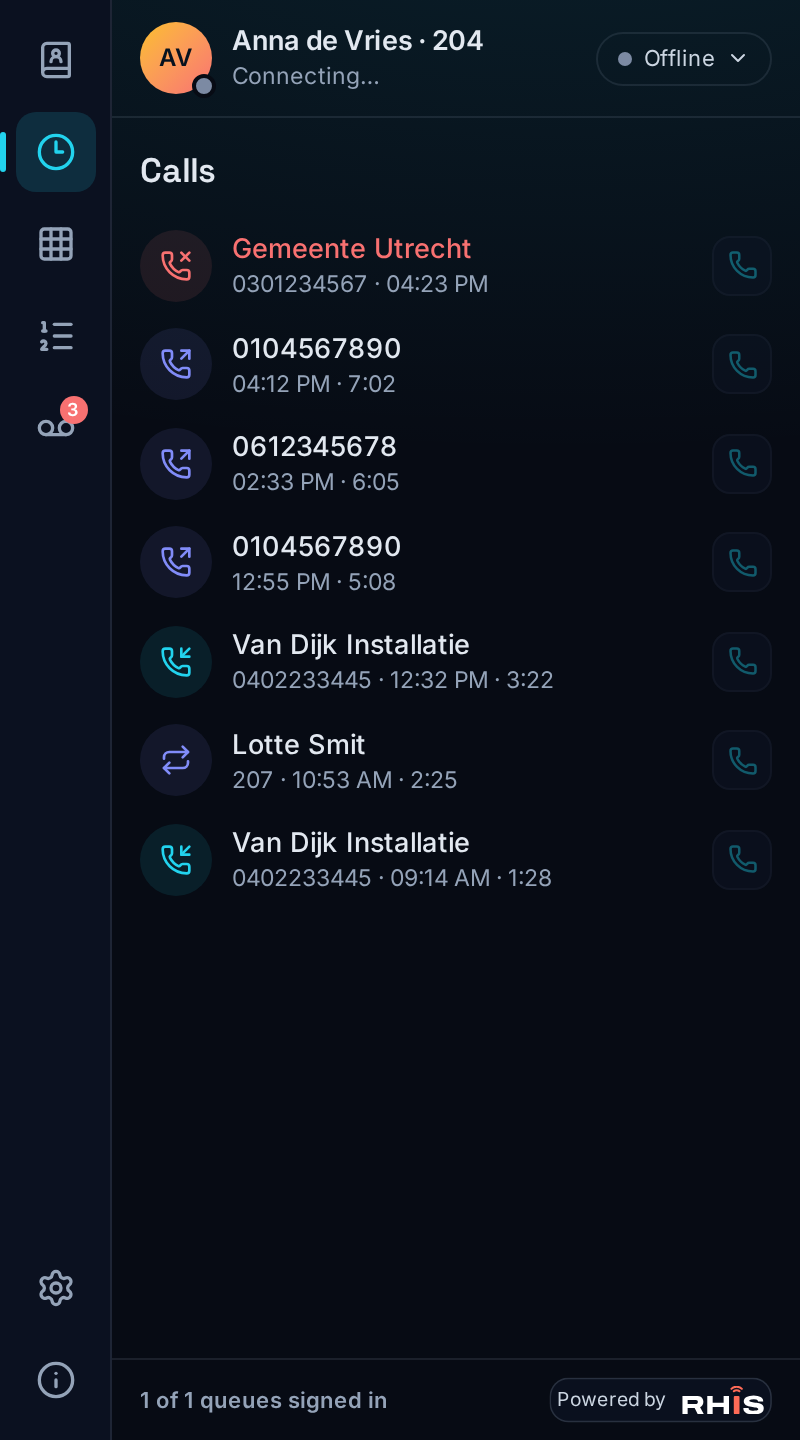 AV
Anna de Vries · 204
Connecting...
Offline
Calls
Gemeente Utrecht
0301234567 · 04:23 PM
0104567890
04:12 PM · 7:02
0612345678
02:33 PM · 6:05
0104567890
12:55 PM · 5:08
Van Dijk Installatie
0402233445 · 12:32 PM · 3:22
Lotte Smit
207 · 10:53 AM · 2:25
Van Dijk Installatie
0402233445 · 09:14 AM · 1:28
1
2
3
1 of 1 queues signed in
Powered by RHiS